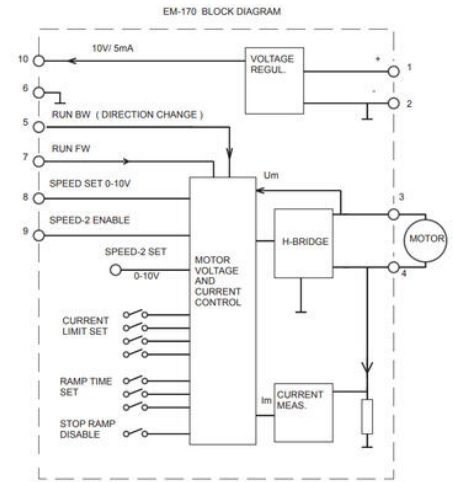 EM-170 BLOCK DIAGRAM
10
10V/ 5mA
VOLTAGE
REGUL.
+
1
6
-
2
5
RUN BW ( DIRECTION CHANGE )
7
RUN FW
Um
8
SPEED SET 0-10V
3
9
SPEED-2 ENABLE
H-BRIDGE
MOTOR
SPEED-2 SET
0-10V
4
MOTOR
VOLTAGE
AND
CURRENT
CONTROL
CURRENT
LIMIT SET
RAMP TIME
SET
Im
CURRENT
MEAS.
STOP RAMP
DISABLE